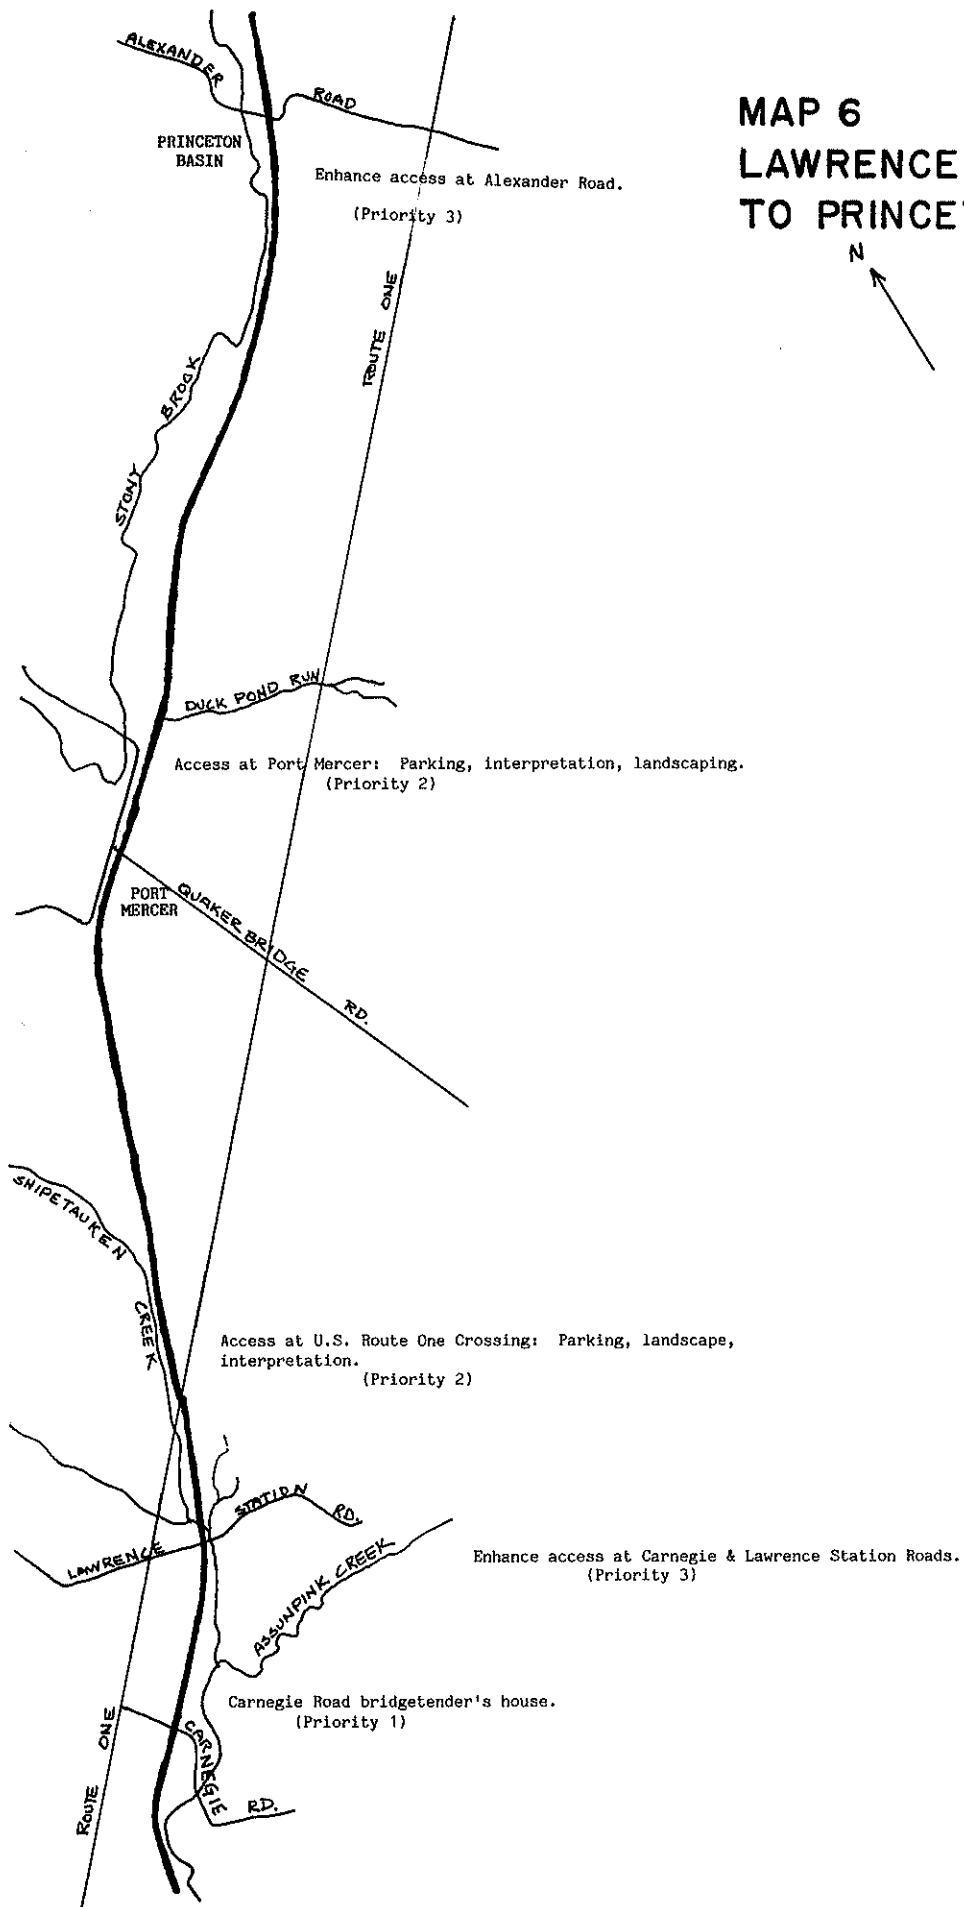 MAP 6
LAWRENCE
TO PRINCE
N
ALEXANDER
ROAD
PRINCETON
BASIN
Enhance access at Alexander Road.
(Priority 3)
ROUTE ONE
STONY BROOK
DUCK POND RUN
Access at Port Mercer: Parking, interpretation, landscaping.
(Priority 2)
PORT
MERCER
QUAKER BRIDGE RD.
SHIPETAUKEN
CREEK
Access at U.S. Route One Crossing: Parking, landscape,
interpretation.
(Priority 2)
LAWRENCE STATION RD.
ASSUNPINK CREEK
Enhance access at Carnegie & Lawrence Station Roads.
(Priority 3)
Carnegie Road bridgetender's house.
(Priority 1)
ROUTE ONE
CARNEGIE
RD.